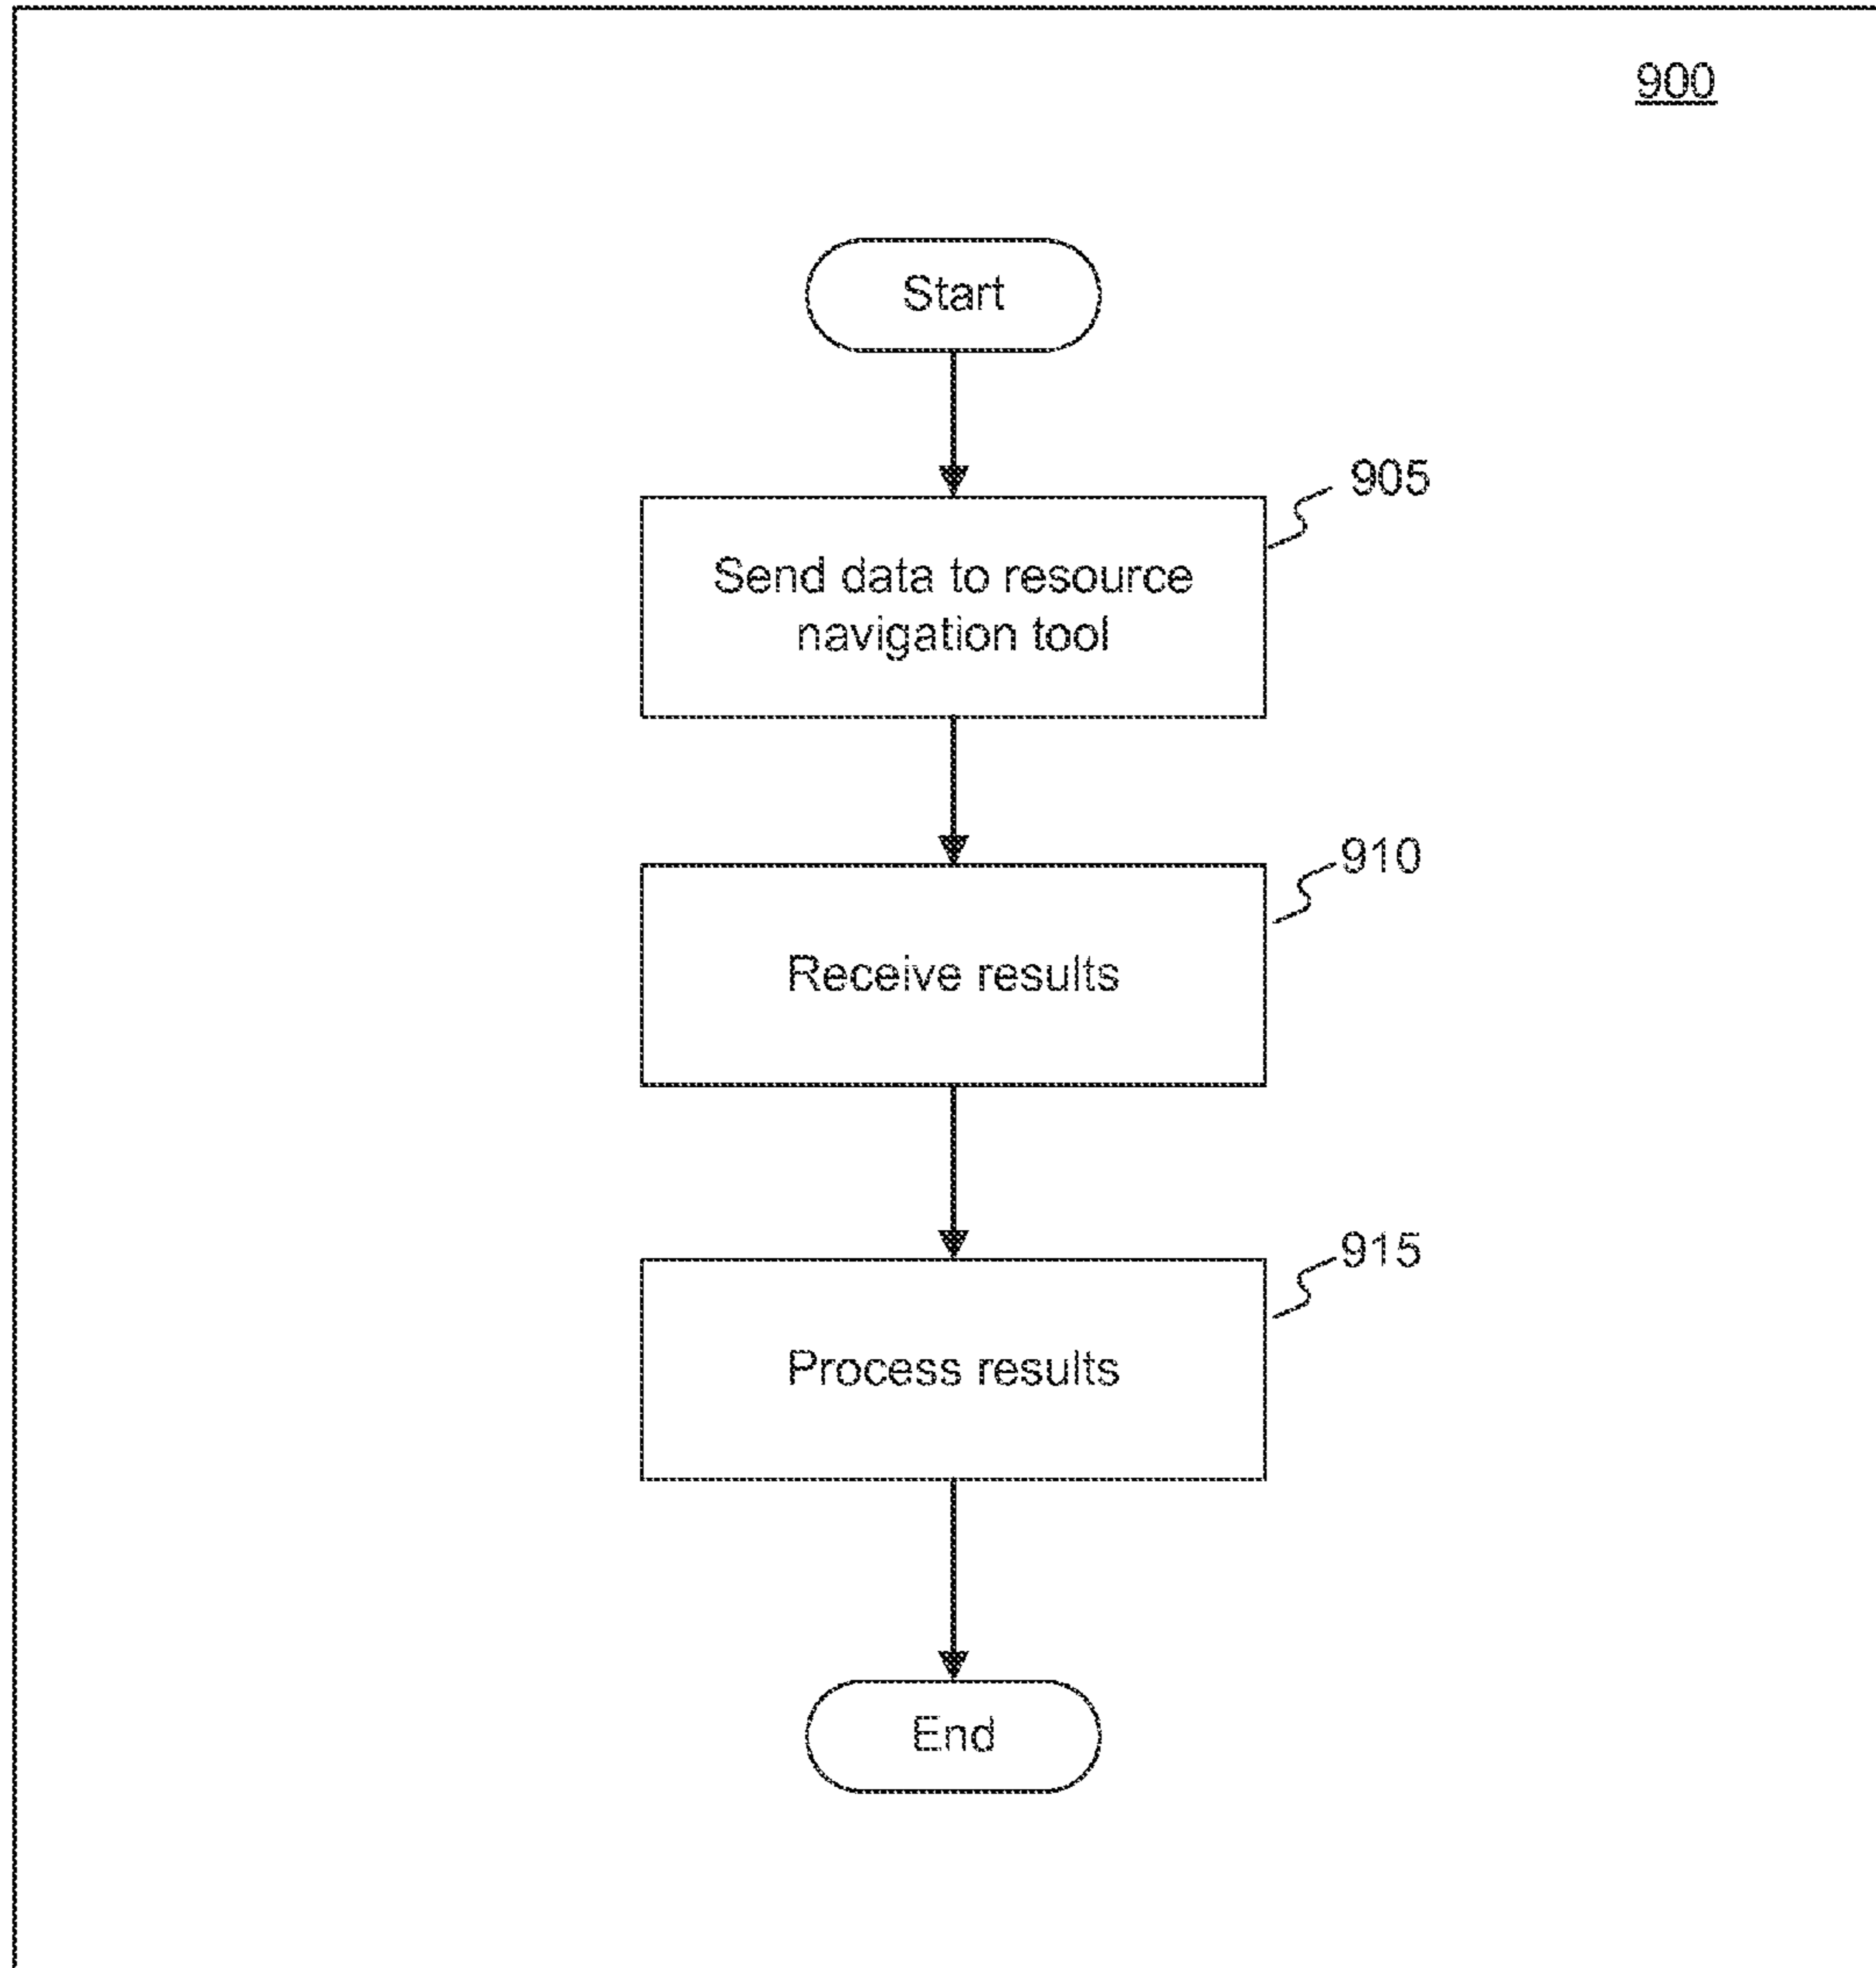 900
Start
905
Send data to resource
navigation tool
910
Receive results
915
Process results
End